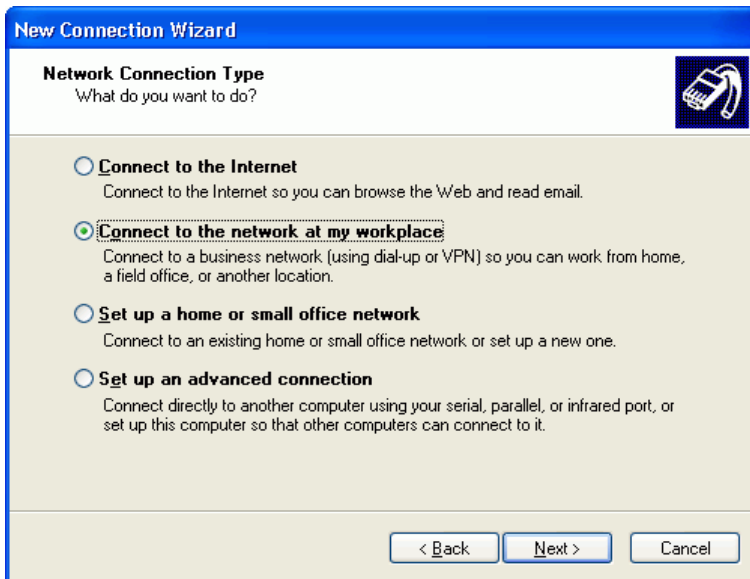 New Connection Wizard
Network Connection Type
What do you want to do?
Connect to the Internet
Connect to the Internet so you can browse the Web and read email.
Connect to the network at my workplace
Connect to a business network (using dial-up or VPN) so you can work from home,
a field office, or another location.
Set up a home or small office network
Connect to an existing home or small office network or set up a new one.
Set up an advanced connection
Connect directly to another computer using your serial, parallel, or infrared port, or
set up this computer so that other computers can connect to it.
< Back Next > Cancel